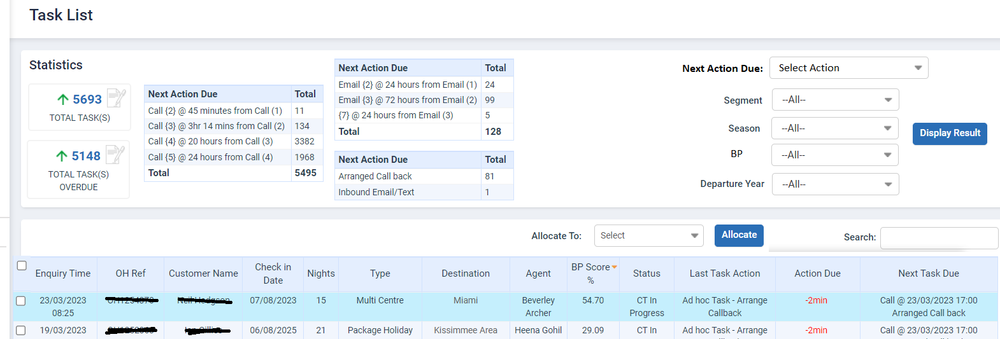 Task List
Statistics
5693
TOTAL TASK(S)
5148
TOTAL TASK(S)
OVERDUE
Next Action Due Total
Call {2} @ 45 minutes from Call (1) 11
Call {3} @ 3hr 14 mins from Call (2) 134
Call {4} @ 20 hours from Call (3) 3382
Call {5} @ 24 hours from Call (4) 1968
Total 5495
Next Action Due Total
Email {2} @ 24 hours from Email (1) 24
Email {3} @ 72 hours from Email (2) 99
{7} @ 24 hours from Email (3) 5
Total 128
Next Action Due Total
Arranged Call back 81
Inbound Email/Text 1
Next Action Due: Select Action
Segment --All--
Season --All--
BP --All--
Departure Year --All--
Display Result
Allocate To: Select Allocate Search:
Enquiry Time OH Ref Customer Name Check in Date Nights Type Destination Agent BP Score % Status Last Task Action Action Due Next Task Due
23/03/2023 07/08/2023 15 Multi Centre Miami Beverley 54.70 CT In Ad hoc Task - Arrange -2min Call @ 23/03/2023 17:00
08:25 Archer Progress Callback Arranged Call back
19/03/2023 06/08/2025 21 Package Holiday Kissimmee Area Heena Gohil 29.09 CT In Ad hoc Task - Arrange -2min Call @ 23/03/2023 17:00